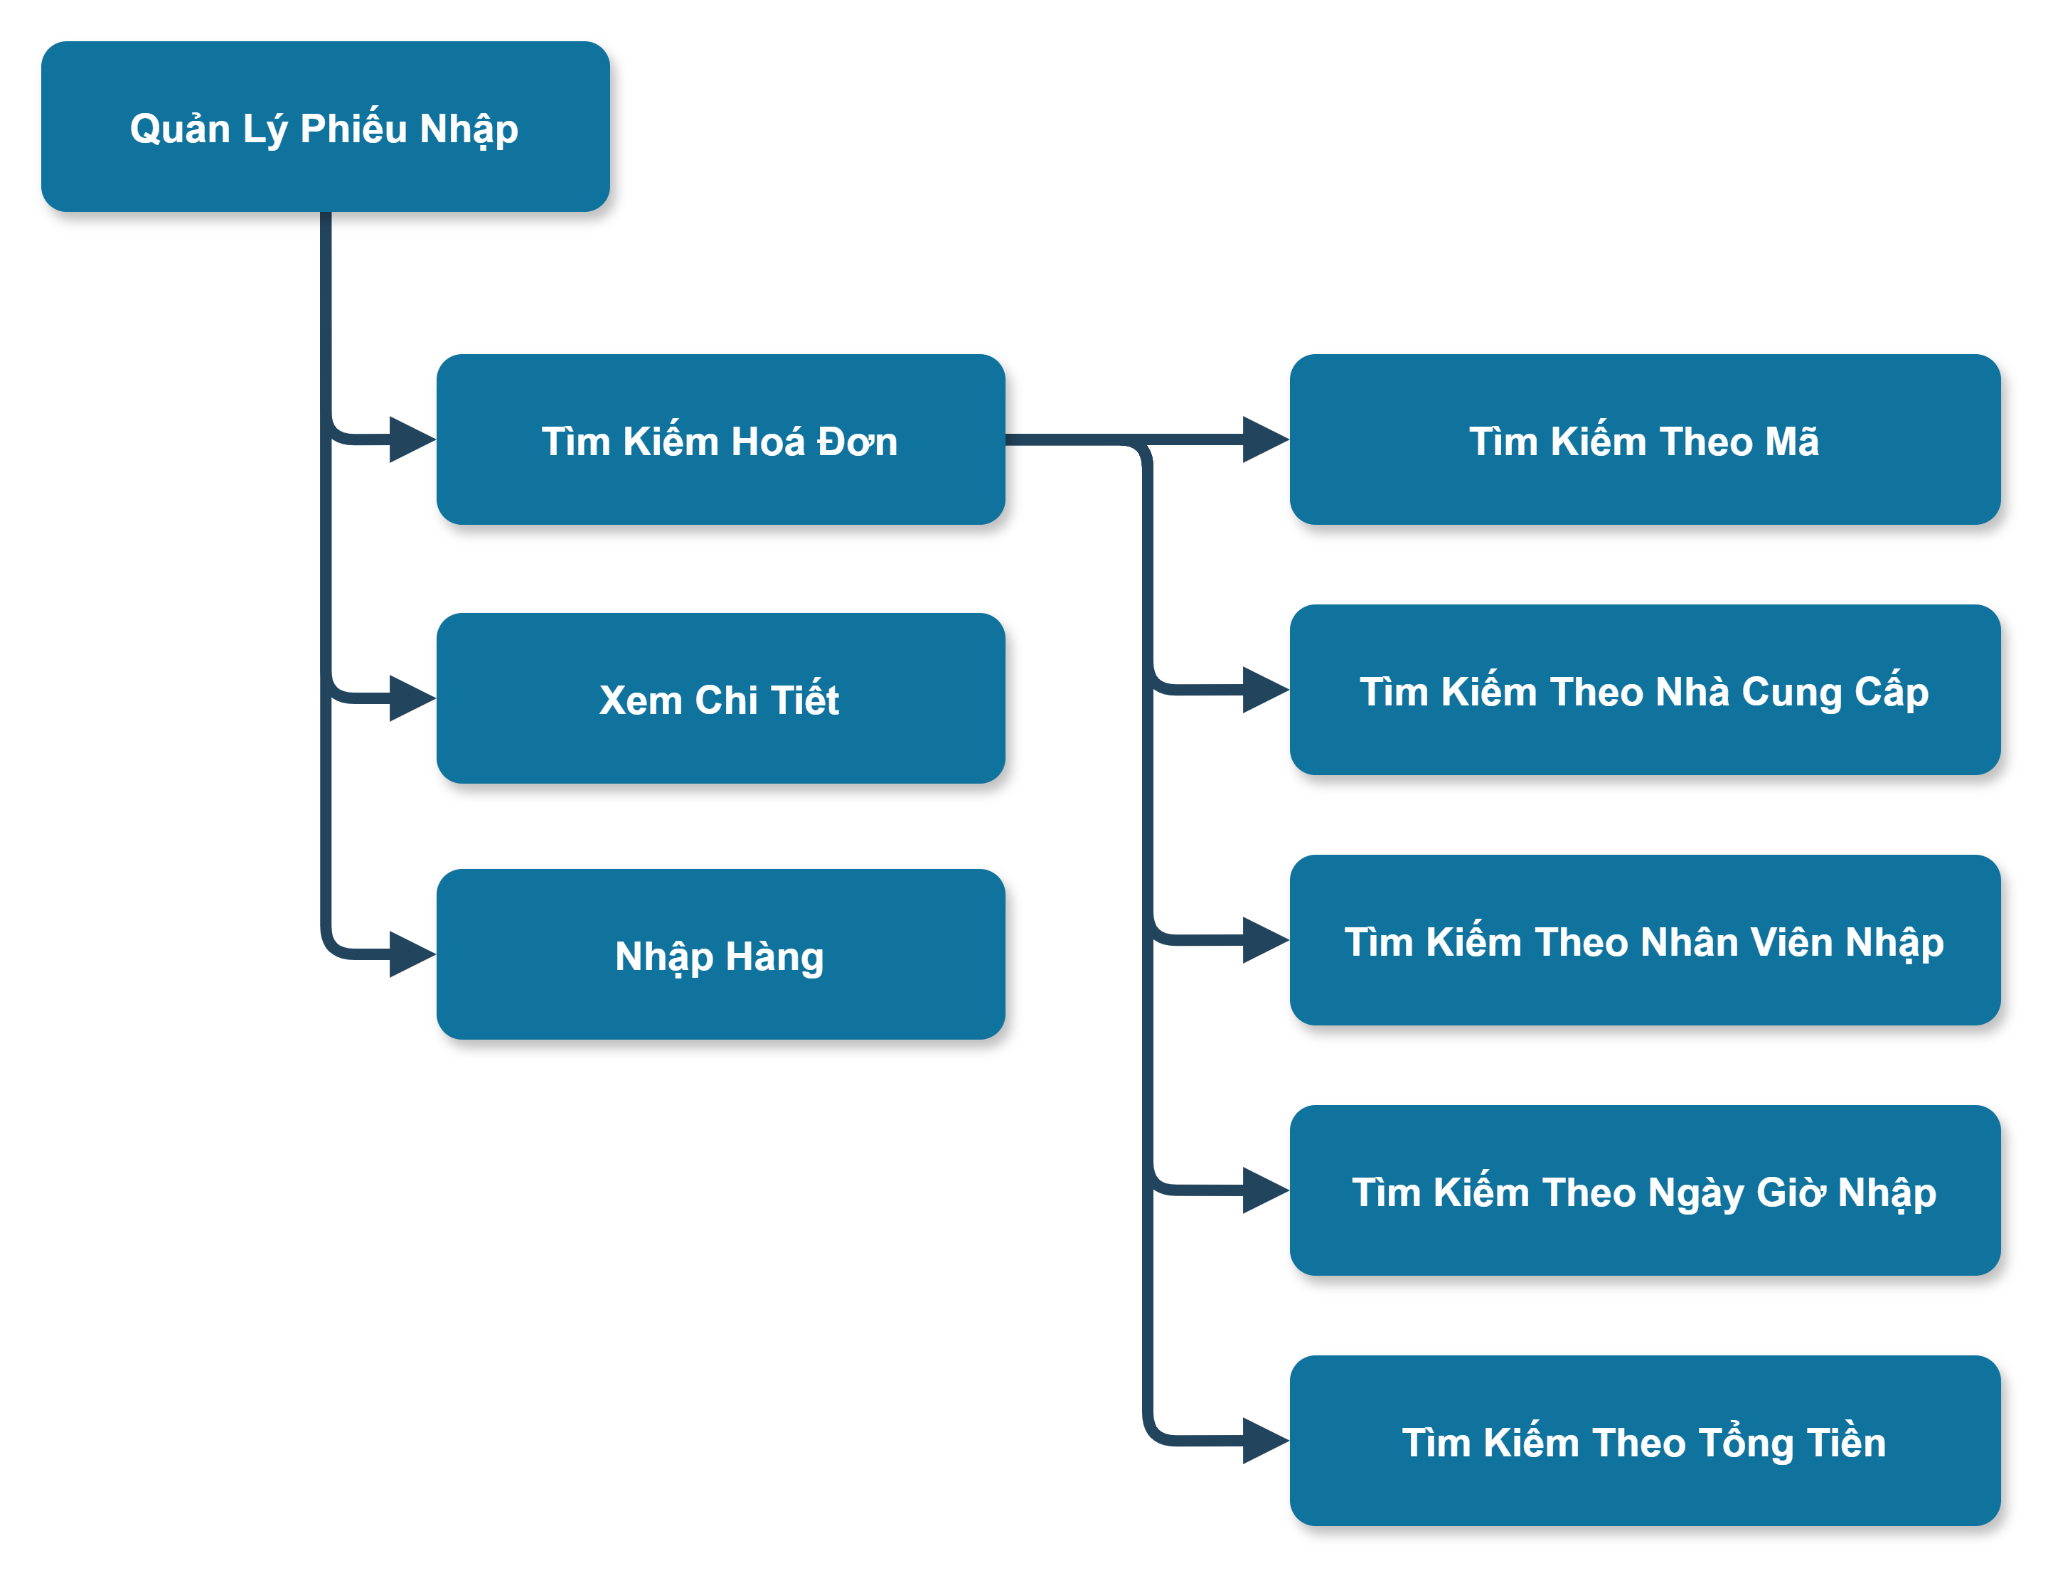 Quản Lý Phiếu Nhập
Tìm Kiếm Hoá Đơn
Xem Chi Tiết
Nhập Hàng
Tìm Kiếm Theo Mã
Tìm Kiếm Theo Nhà Cung Cấp
Tìm Kiếm Theo Nhân Viên Nhập
Tìm Kiếm Theo Ngày Giờ Nhập
Tìm Kiếm Theo Tổng Tiền